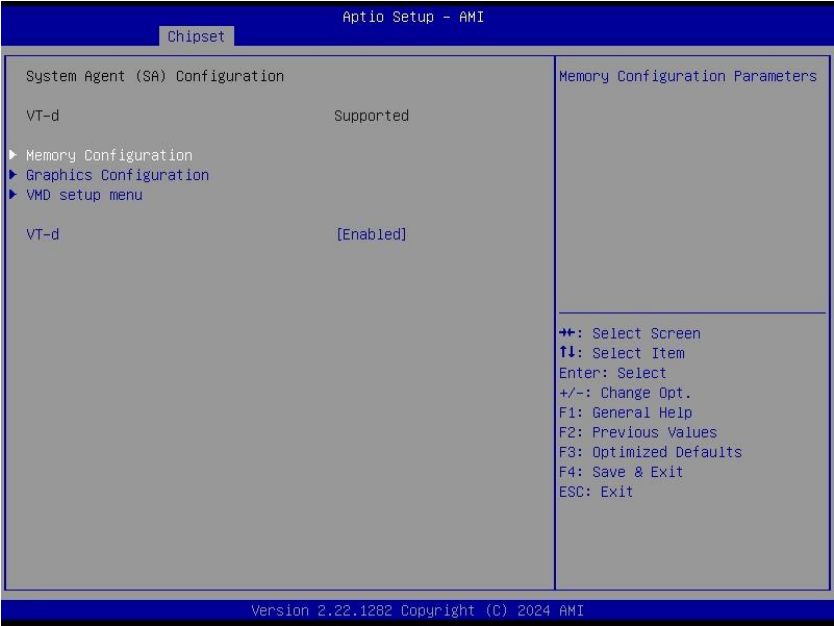 Aptio Setup - AMI
Chipset
System Agent (SA) Configuration
VT-d Supported
Memory Configuration
Graphics Configuration
VMD setup menu
VT-d [Enabled]
Memory Configuration Parameters
→←: Select Screen
↑↓: Select Item
Enter: Select
+/-: Change Opt.
F1: General Help
F2: Previous Values
F3: Optimized Defaults
F4: Save & Exit
ESC: Exit
Version 2.22.1282 Copyright (C) 2024 AMI